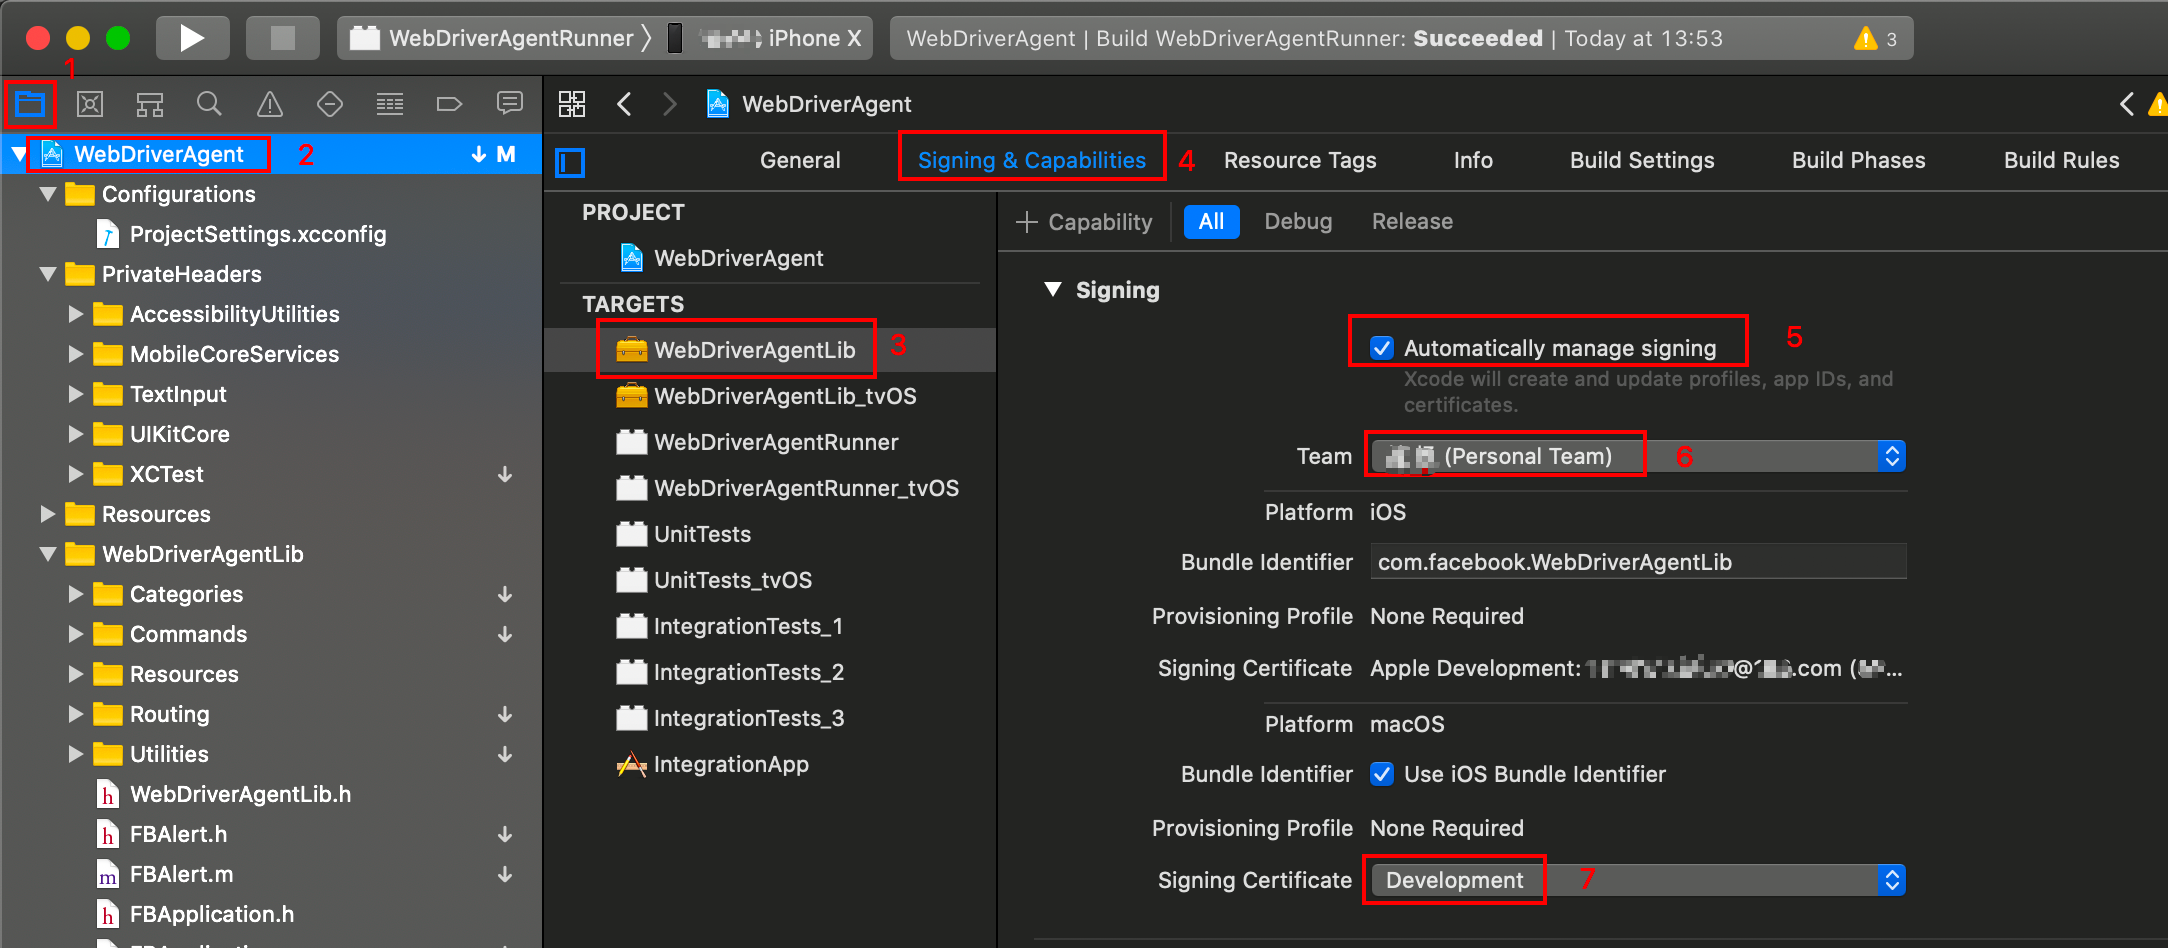 WebDriverAgentRunner 〉 iPhone X
WebDriverAgent | Build WebDriverAgentRunner: Succeeded | Today at 13:53
3
1
WebDriverAgent
WebDriverAgent
2
M
Configurations
ProjectSettings.xcconfig
PrivateHeaders
AccessibilityUtilities
MobileCoreServices
TextInput
UIKitCore
XCTest
Resources
WebDriverAgentLib
Categories
Commands
Resources
Routing
Utilities
WebDriverAgentLib.h
FBAlert.h
FBAlert.m
FBApplication.h
General
Signing & Capabilities
4
Resource Tags
Info
Build Settings
Build Phases
Build Rules
PROJECT
WebDriverAgent
TARGETS
WebDriverAgentLib
3
WebDriverAgentLib_tvOS
WebDriverAgentRunner
WebDriverAgentRunner_tvOS
UnitTests
UnitTests_tvOS
IntegrationTests_1
IntegrationTests_2
IntegrationTests_3
IntegrationApp
+ Capability
All
Debug
Release
Signing
Automatically manage signing
5
Xcode will create and update profiles, app IDs, and
certificates.
Team (Personal Team)
6
Platform iOS
Bundle Identifier com.facebook.WebDriverAgentLib
Provisioning Profile None Required
Signing Certificate Apple Development: .com (
Platform macOS
Bundle Identifier Use iOS Bundle Identifier
Provisioning Profile None Required
Signing Certificate Development
7